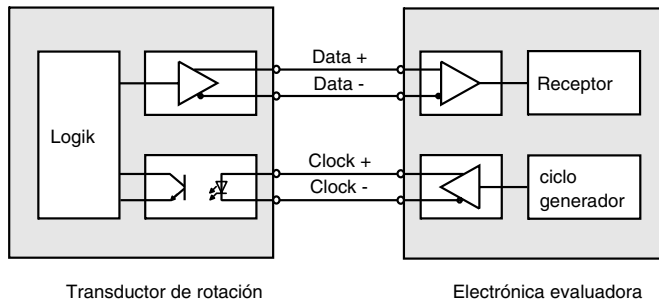 Data +
Data -
Logik
Receptor
Clock +
Clock -
ciclo
generador
Transductor de rotación
Electrónica evaluadora